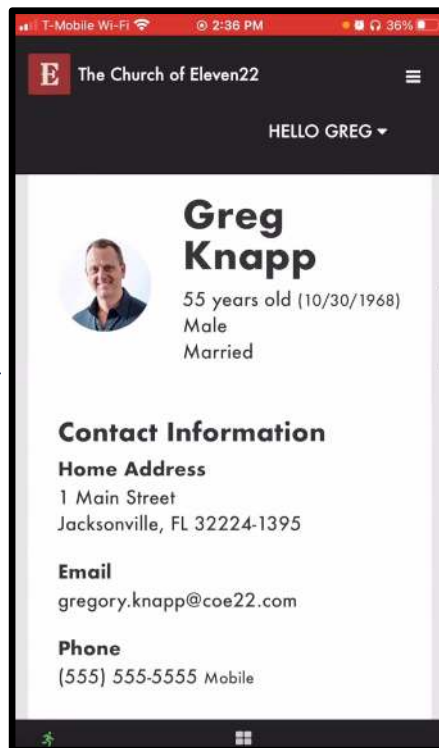 T-Mobile Wi-Fi 2:36 PM 36%
E The Church of Eleven22
HELLO GREG
Greg
Knapp
55 years old (10/30/1968)
Male
Married
Contact Information
Home Address
1 Main Street
Jacksonville, FL 32224-1395
Email
gregory.knapp@coe22.com
Phone
(555) 555-5555 Mobile